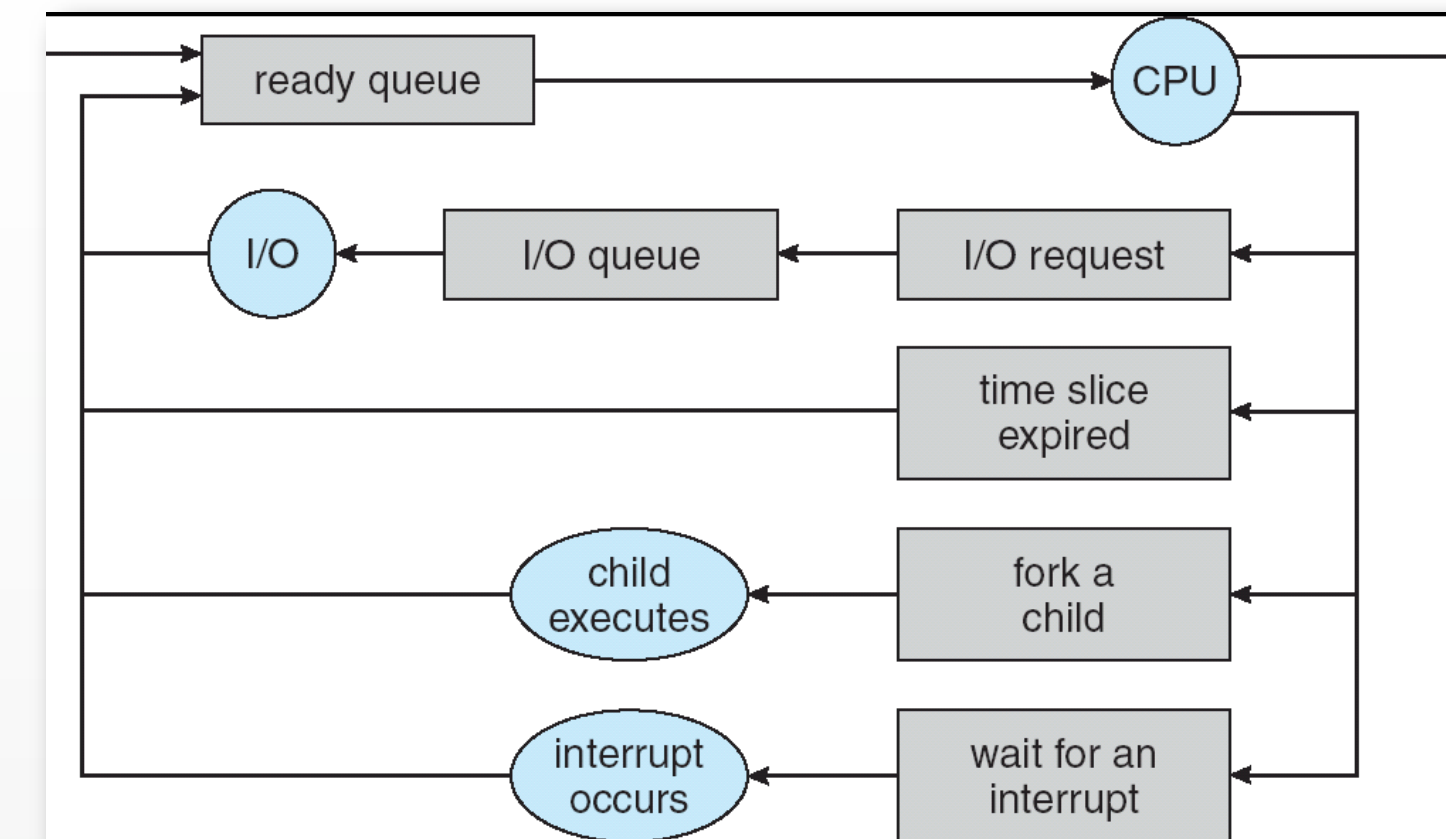 ready queue
CPU
I/O
I/O queue
I/O request
time slice
expired
child
executes
fork a
child
interrupt
occurs
wait for an
interrupt